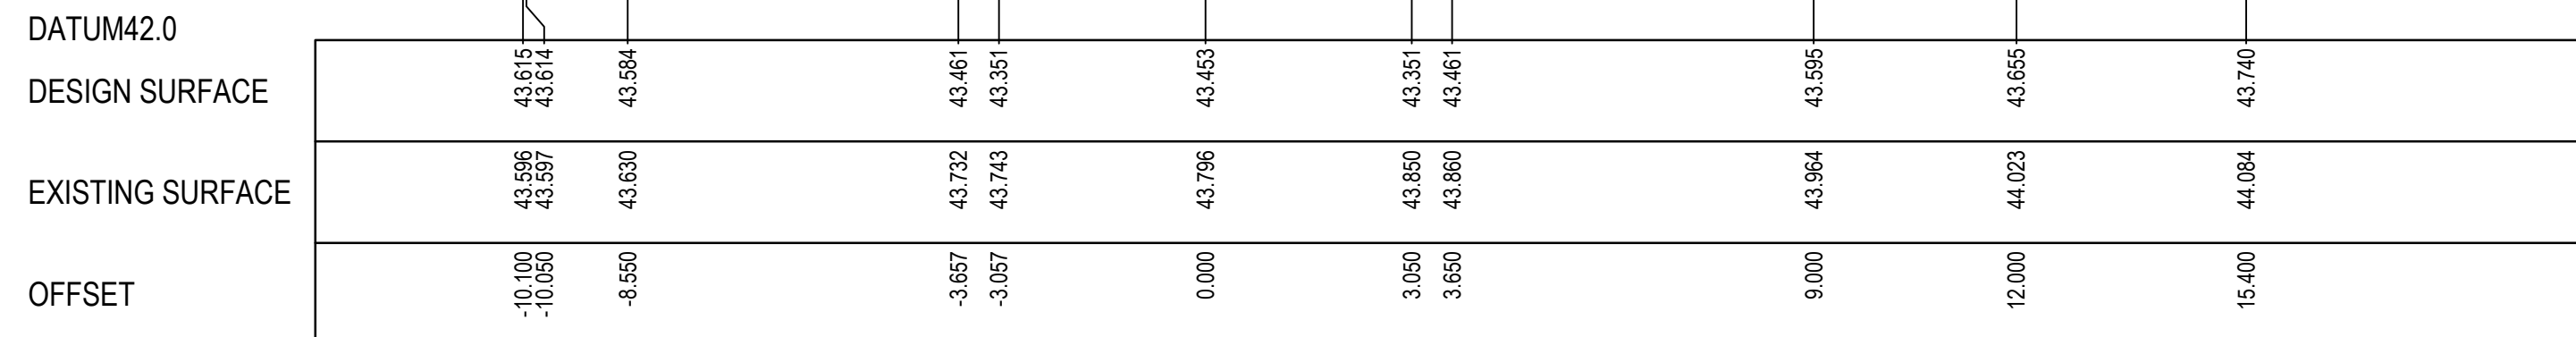 DATUM42.0
DESIGN SURFACE 43.615 43.614 43.584 43.461 43.351 43.453 43.351 43.461 43.595 43.655 43.740
EXISTING SURFACE 43.596 43.597 43.630 43.732 43.743 43.796 43.850 43.860 43.964 44.023 44.084
OFFSET -10.100 -10.050 -8.550 -3.657 -3.057 0.000 3.050 3.650 9.000 12.000 15.400